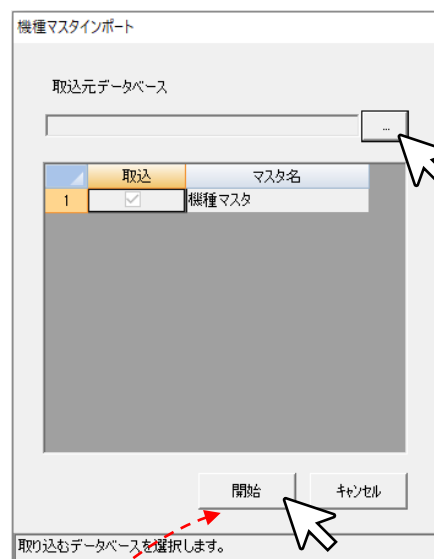 機種マスタインポート
取込元データベース
...
取込 マスタ名
1 機種マスタ
開始 キャンセル
取り込むデータベースを選択します。